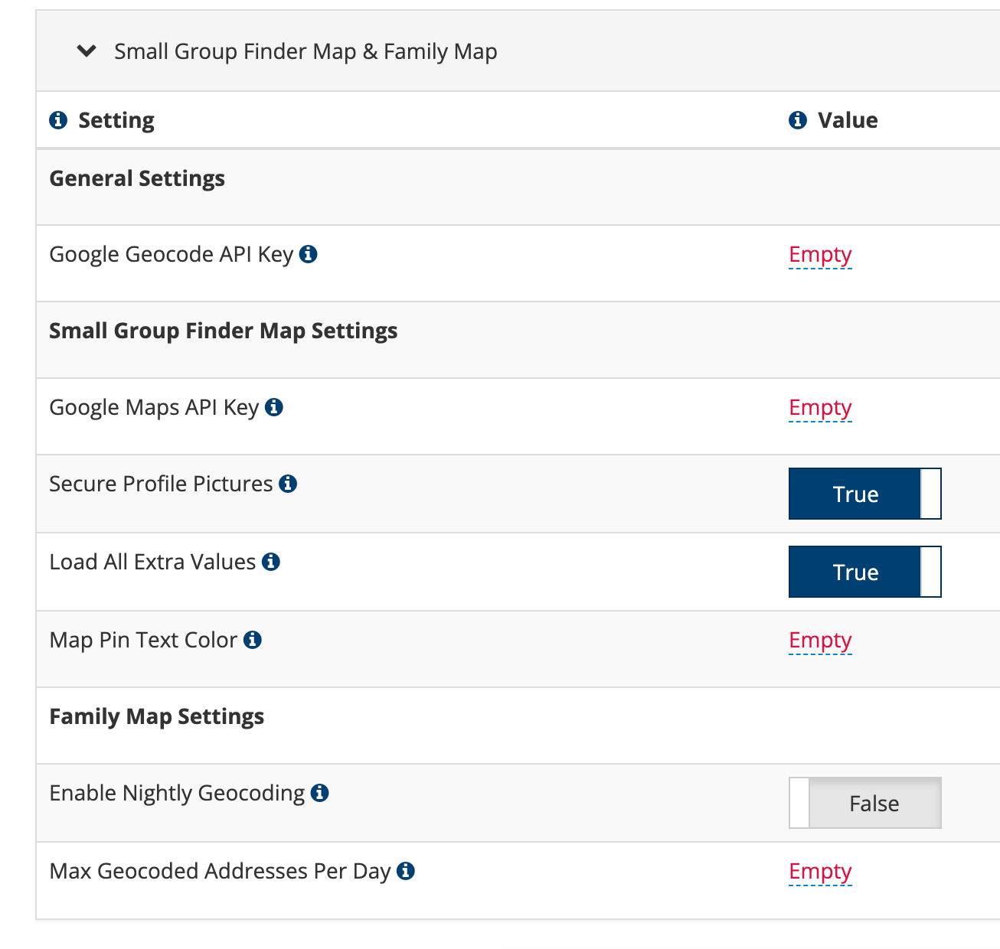 Small Group Finder Map & Family Map
Setting Value
General Settings
Google Geocode API Key Empty
Small Group Finder Map Settings
Google Maps API Key Empty
Secure Profile Pictures True
Load All Extra Values True
Map Pin Text Color Empty
Family Map Settings
Enable Nightly Geocoding False
Max Geocoded Addresses Per Day Empty